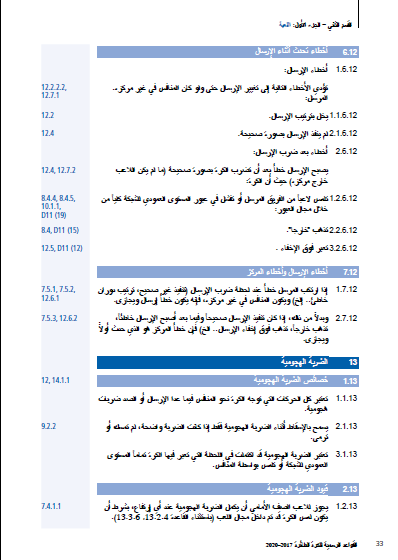 القسم الثاني – الجزء الأول: اللعبة
6.12 أخطاء تحدث أثناء الإرسال
1.6.12 أخطاء الإرسال:
تؤدي الأخطاء التالية إلى تغيير الإرسال حتى ولو كان المنافس في غير مركزه. 12.2.2.2,
المرسل: 12.7.1
1.1.6.12 يخل بترتيب الإرسال. 12.2
2.1.6.12 لم ينفذ الإرسال بصورة صحيحة. 12.4
2.6.12 أخطاء بعد ضرب الإرسال:
يصبح الإرسال خطأ بعد أن تضرب الكرة بصورة صحيحة (ما لم يكن اللاعب 12.4, 12.7.2
خارج مركزه) حيث أن الكرة:
1.2.6.12 تلمس لاعباً من الفريق المرسل أو تفشل في عبور المستوى العمودي للشبكة كلياً من 8.4.4, 8.4.5,
خلال مجال العبور: 10.1.1,
D11 (19)
2.2.6.12 تذهب "خارجا". 8.4, D11 (15)
3.2.6.12 تعبر فوق الإخفاء. 12.5, D11 (12)
7.12 أخطاء الإرسال وأخطاء المركز
1.7.12 إذا ارتكب المرسل خطأ عند لحظة ضرب الإرسال (تنفيذ غير صحيح، ترتيب دوران 7.5.1, 7.5.2,
خاطئ.. إلخ) ويكون المنافس في غير مركزه، فإنه يكون خطأ إرسال ويجازى. 12.6.1
2.7.12 وبدلاً من ذلك، إذا كان تنفيذ الإرسال صحيحاً وفيما بعد أصبح الإرسال خاطئاً، 7.5.3, 12.6.2
تذهب خارجاً، تذهب فوق إخفاء الإرسال.. الخ) فإن خطأ المركز هو الذي حدث أولاً
ويجازى.
13 الضربة الهجومية
1.13 خصائص الضربة الهجومية 12, 14.1.1
1.1.13 تعتبر كل الحركات التي توجه الكرة نحو المنافس فيما عدا الإرسال أو الصد ضربات
هجومية.
2.1.13 يسمح بالإسقاط أثناء الضربة الهجومية فقط إذا كانت الضربة واضحة، لم تمسك أو 9.2.2
ترمى.
3.1.13 تعتبر الضربة الهجومية قد اكتملت في اللحظة التي تعبر فيها الكرة تماماً المستوى
العمودي للشبكة أو تلمس بواسطة المنافس.
2.13 قيود الضربة الهجومية
1.2.13 يجوز للاعب الصف الأمامي أن يكمل الضربة الهجومية عند أي إرتفاع، بشرط أن 7.4.1.1
يكون لمس الكرة قد تم داخل مجال اللعب (باستثناء القاعدة 4-2-13، 6-3-13).
القواعد الرسمية للكرة الطائرة 2017-2020 33